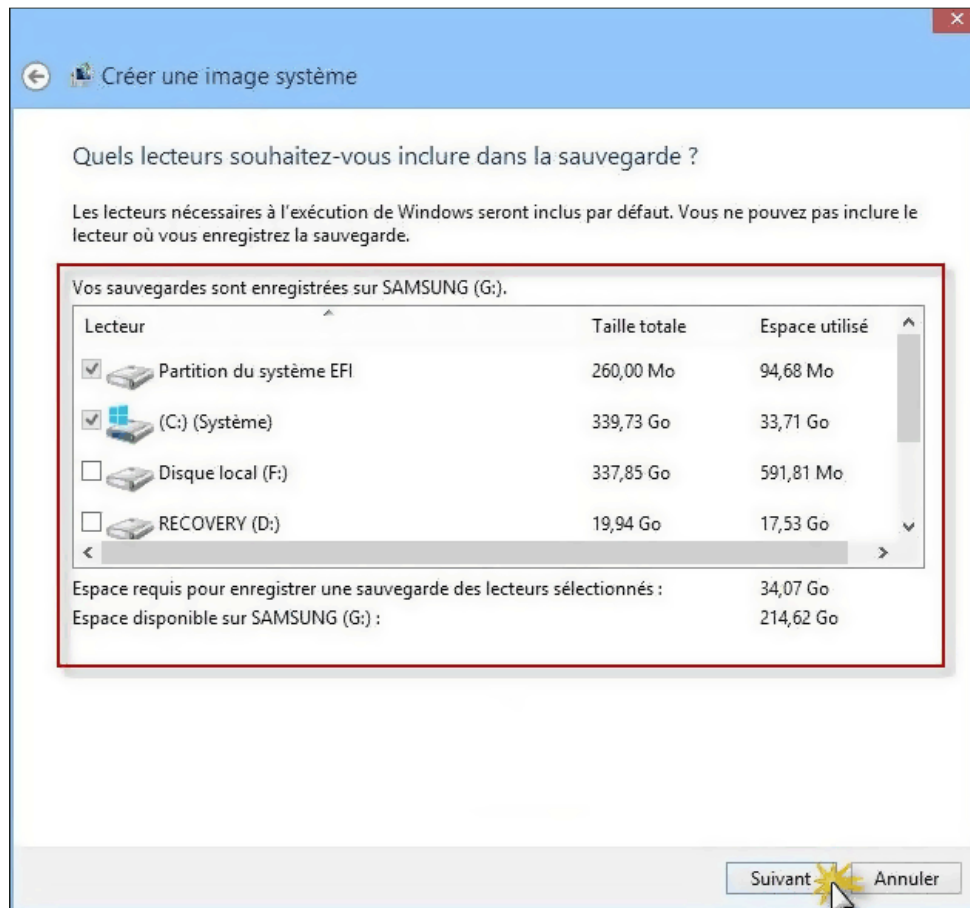 Créer une image système
Quels lecteurs souhaitez-vous inclure dans la sauvegarde ?
Les lecteurs nécessaires à l'exécution de Windows seront inclus par défaut. Vous ne pouvez pas inclure le
lecteur où vous enregistrez la sauvegarde.
Vos sauvegardes sont enregistrées sur SAMSUNG (G:).
Lecteur Taille totale Espace utilisé
Partition du système EFI 260,00 Mo 94,68 Mo
(C:) (Système) 339,73 Go 33,71 Go
Disque local (F:) 337,85 Go 591,81 Mo
RECOVERY (D:) 19,94 Go 17,53 Go
Espace requis pour enregistrer une sauvegarde des lecteurs sélectionnés : 34,07 Go
Espace disponible sur SAMSUNG (G:) : 214,62 Go
Suivant Annuler